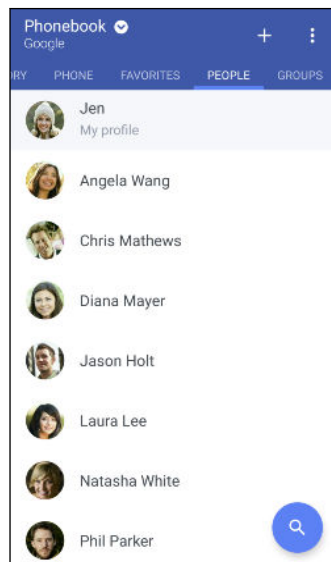 Phonebook
Google
RY PHONE FAVORITES PEOPLE GROUPS
Jen
My profile
Angela Wang
Chris Mathews
Diana Mayer
Jason Holt
Laura Lee
Natasha White
Phil Parker